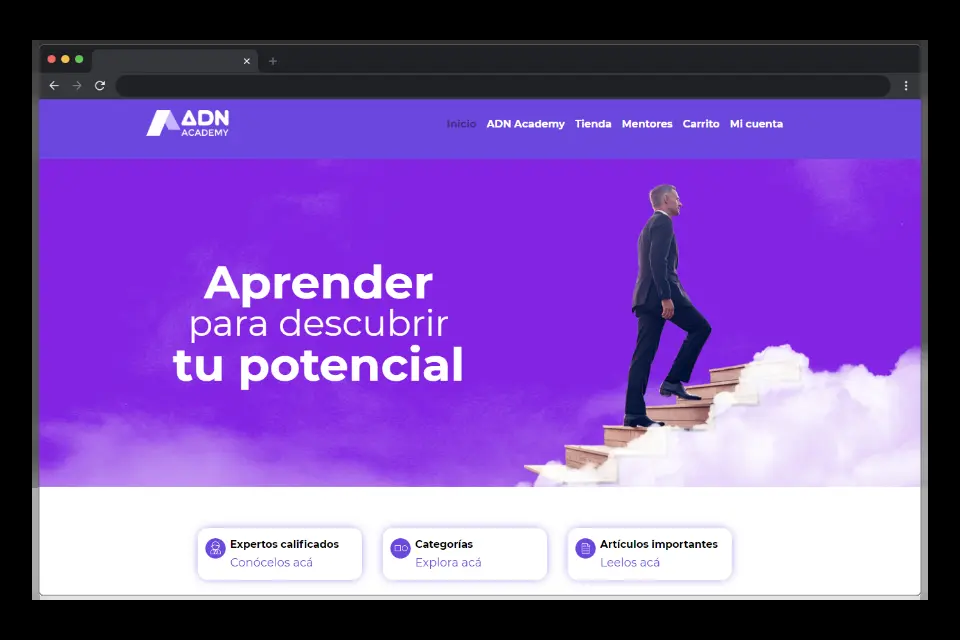 ADN
ACADEMY
Inicio ADN Academy Tienda Mentores Carrito Mi cuenta
Aprender
para descubrir
tu potencial
Expertos calificados
Conócelos acá
Categorías
Explora acá
Artículos importantes
Leelos acá